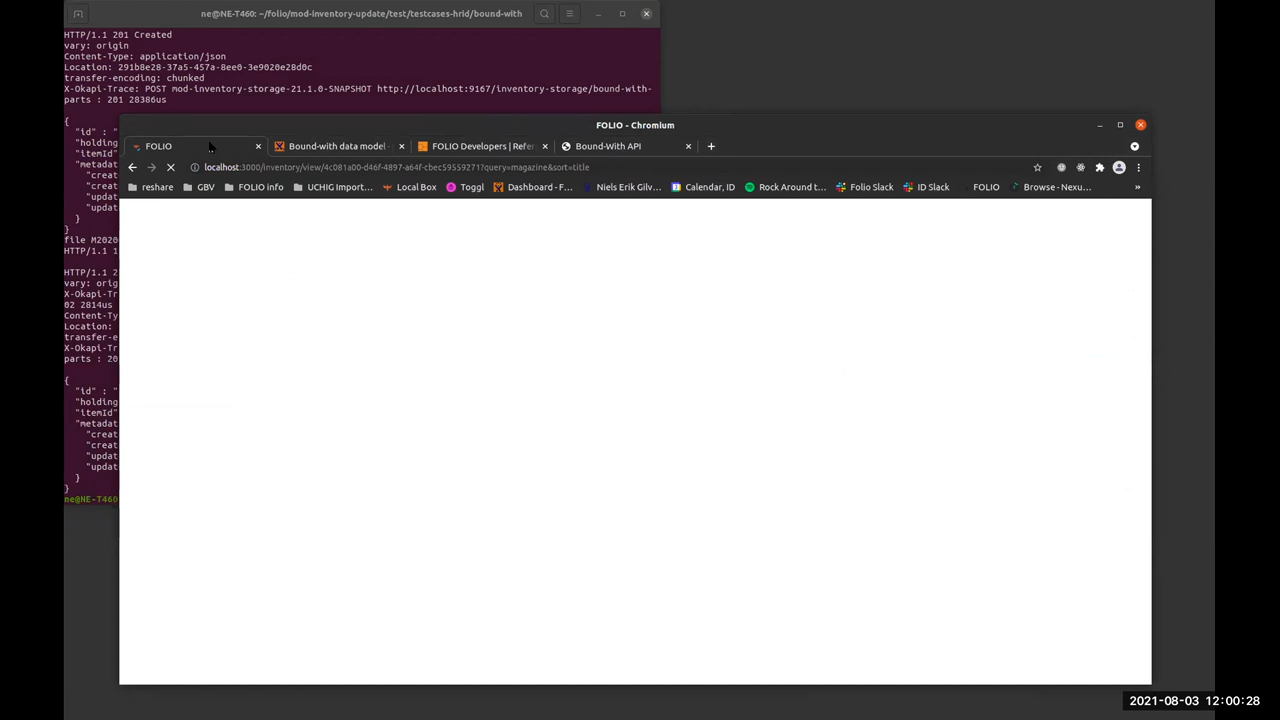 ne@NE-T460: ~/folio/mod-inventory-update/test/testcases-hrid/bound-with
HTTP/1.1 201 Created
vary: origin
Content-Type: application/json
Location: 291b8e28-37a5-457a-8ee0-3e9020e28d0c
transfer-encoding: chunked
X-Okapi-Trace: POST mod-inventory-storage-21.1.0-SNAPSHOT http://localhost:9167/inventory-storage/bound-with-
parts : 201 28386us
{
"id" : "
"holding
"itemId"
"metadat
"creat
"creat
"updat
"updat
}
}
file M2020
HTTP/1.1 1
HTTP/1.1 2
vary: orig
X-Okapi-Tr
02 2814us
Content-Ty
Location:
transfer-e
X-Okapi-Tr
parts : 20
{
"id" : "
"holding
"itemId"
"metadat
"creat
"creat
"updat
"updat
}
}
ne@NE-T460
FOLIO - Chromium
FOLIO
Bound-with data model -
FOLIO Developers | Refer
Bound-With API
localhost:3000/inventory/view/4c081a00-d46f-4897-a64f-cbec59559271?query=magazine&sort=title
reshare
GBV
FOLIO info
UCHIG Import...
Local Box
Toggl
Dashboard - F...
Niels Erik Gilv...
Calendar, ID
Rock Around t...
Folio Slack
ID Slack
FOLIO
Browse - Nexu...
»
2021-08-03 12:00:28